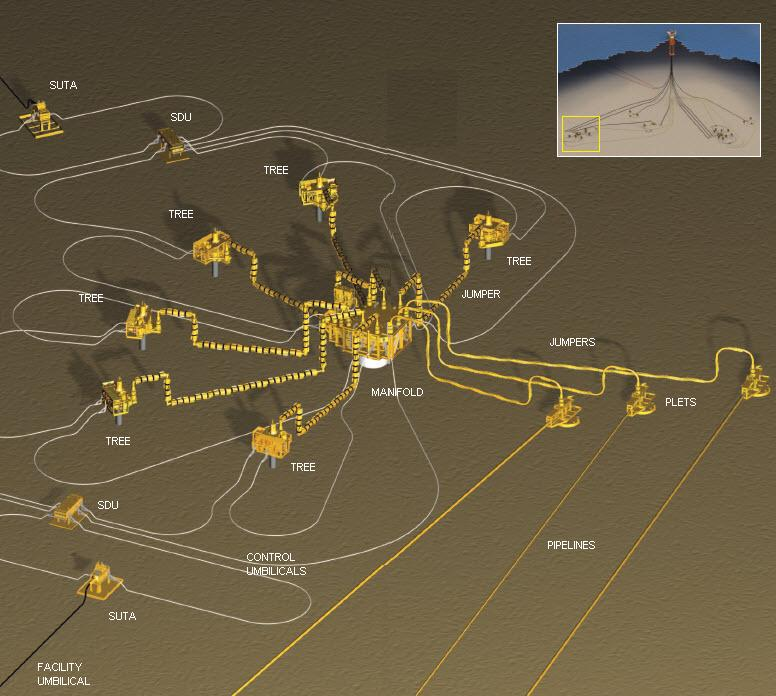 SUTA
SDU
TREE
TREE
TREE
JUMPER
TREE
JUMPERS
MANIFOLD
PLETS
TREE
TREE
SDU
PIPELINES
CONTROL
UMBILICALS
SUTA
FACILITY
UMBILICAL